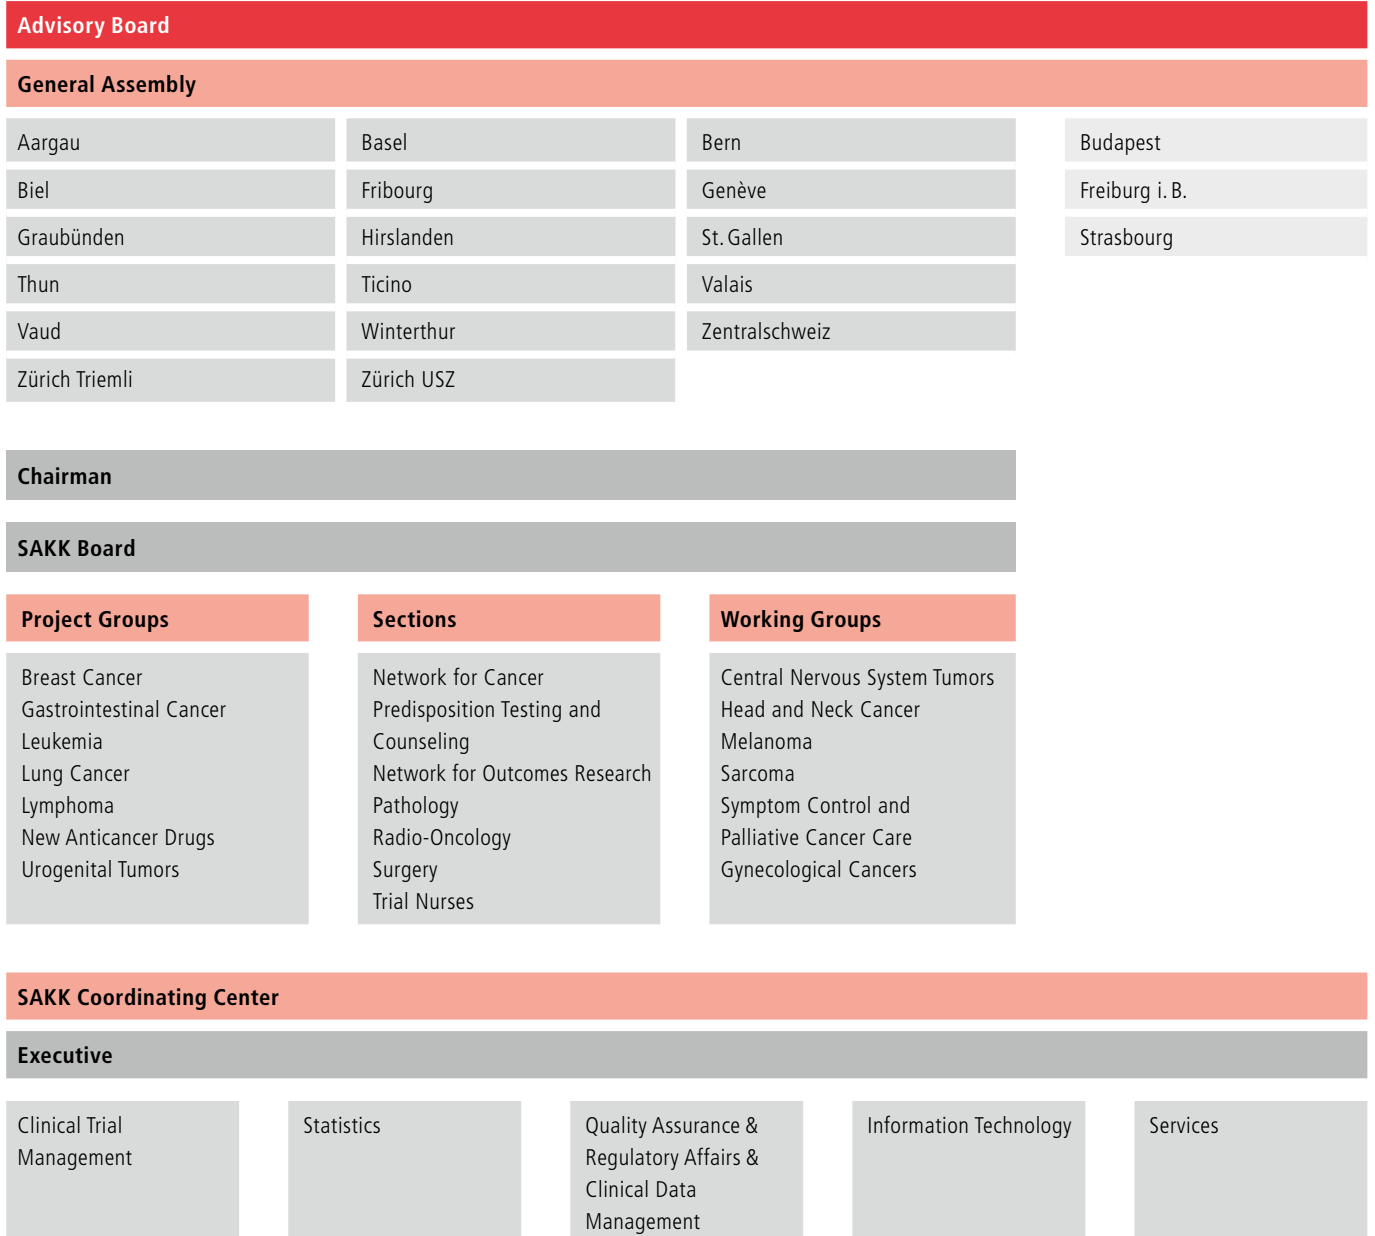 Advisory Board
General Assembly
Aargau
Basel
Bern
Budapest
Biel
Fribourg
Genève
Freiburg i. B.
Graubünden
Hirslanden
St. Gallen
Strasbourg
Thun
Ticino
Valais
Vaud
Winterthur
Zentralschweiz
Zürich Triemli
Zürich USZ
Chairman
SAKK Board
Project Groups
Breast Cancer
Gastrointestinal Cancer
Leukemia
Lung Cancer
Lymphoma
New Anticancer Drugs
Urogenital Tumors
Sections
Network for Cancer
Predisposition Testing and
Counseling
Network for Outcomes Research
Pathology
Radio-Oncology
Surgery
Trial Nurses
Working Groups
Central Nervous System Tumors
Head and Neck Cancer
Melanoma
Sarcoma
Symptom Control and
Palliative Cancer Care
Gynecological Cancers
SAKK Coordinating Center
Executive
Clinical Trial
Management
Statistics
Quality Assurance &
Regulatory Affairs &
Clinical Data
Management
Information Technology
Services